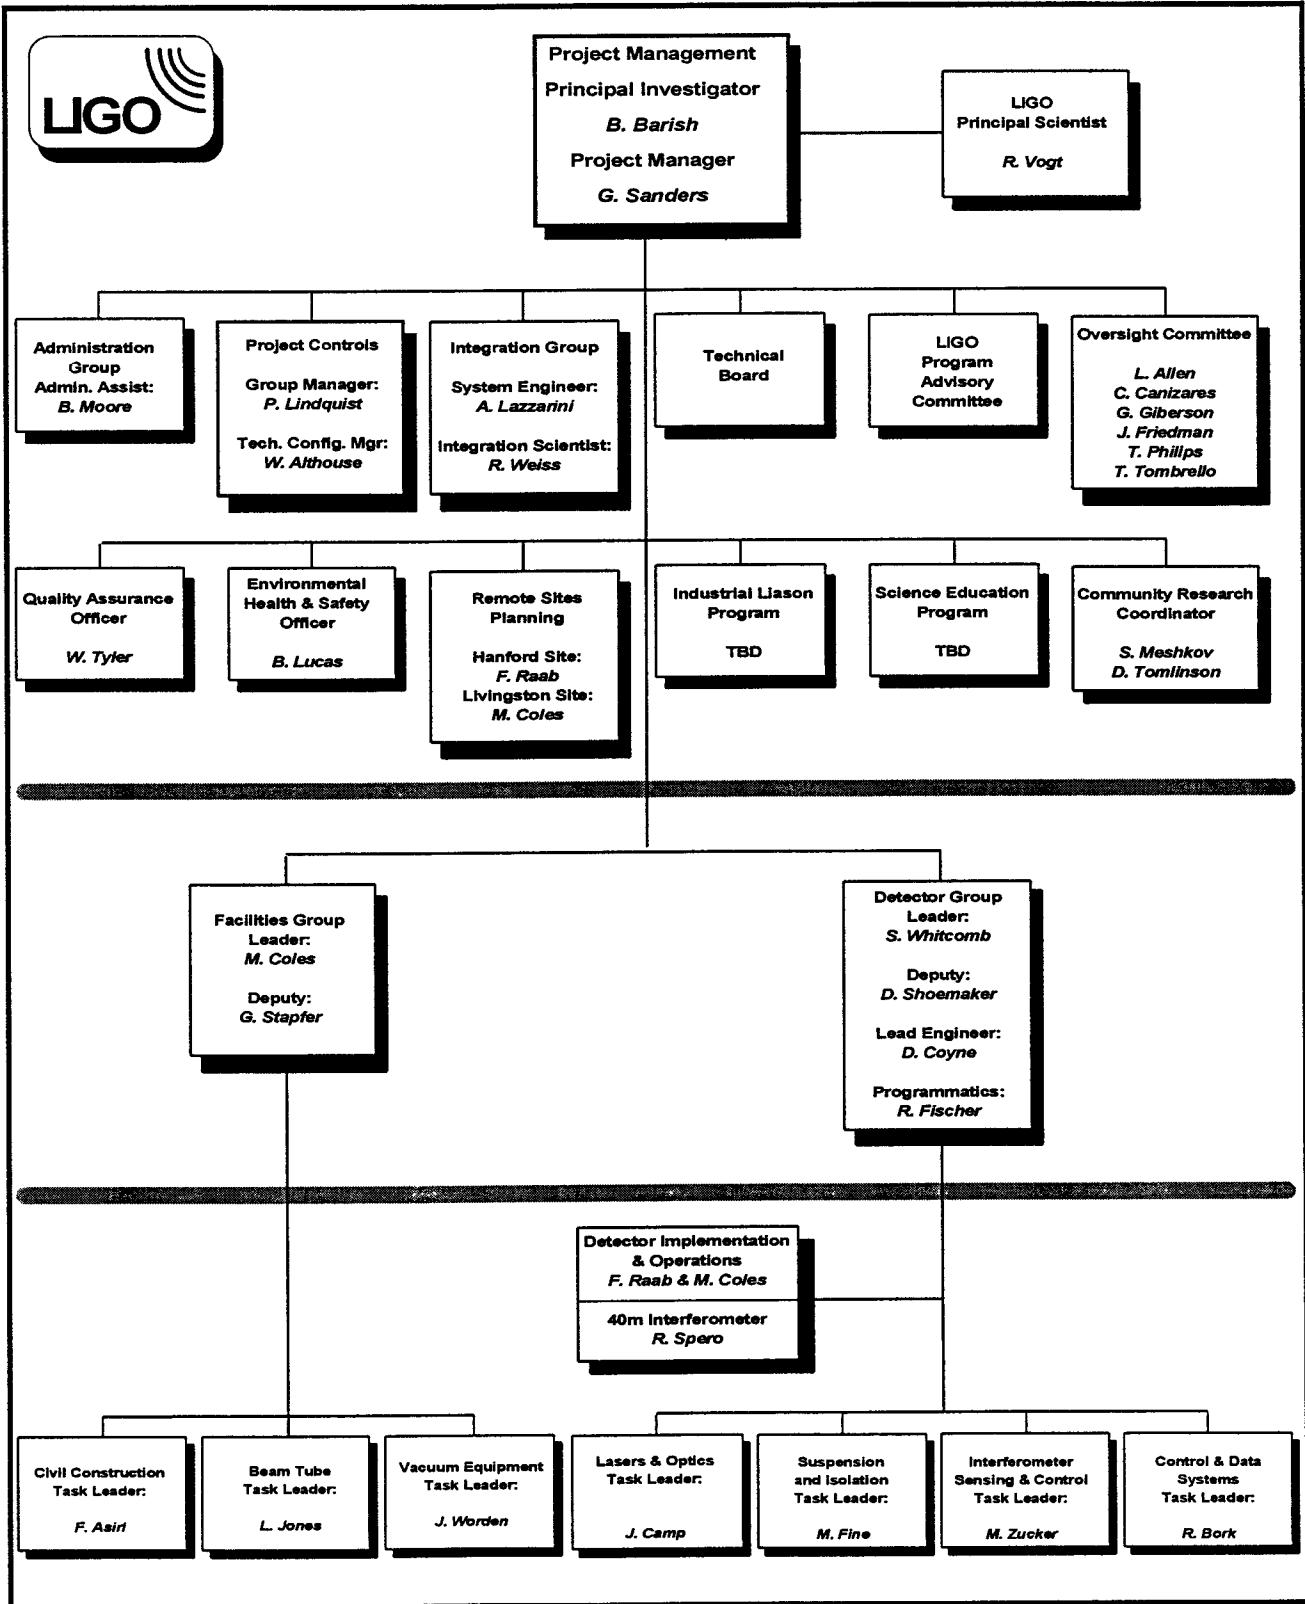 LIGO
Project Management
Principal Investigator
B. Barish
Project Manager
G. Sanders
LIGO
Principal Scientist
R. Vogt
Administration
Group
Admin. Assist:
B. Moore
Project Controls
Group Manager:
P. Lindquist
Tech. Config. Mgr:
W. Althouse
Integration Group
System Engineer:
A. Lazzarini
Integration Scientist:
R. Weiss
Technical
Board
LIGO
Program
Advisory
Committee
Oversight Committee
L. Allen
C. Canizares
G. Giberson
J. Friedman
T. Philips
T. Tombrello
Quality Assurance
Officer
W. Tyler
Environmental
Health & Safety
Officer
B. Lucas
Remote Sites
Planning
Hanford Site:
F. Raab
Livingston Site:
M. Coles
Industrial Liason
Program
TBD
Science Education
Program
TBD
Community Research
Coordinator
S. Meshkov
D. Tomlinson
Facilities Group
Leader:
M. Coles
Deputy:
G. Stapfer
Detector Group
Leader:
S. Whitcomb
Deputy:
D. Shoemaker
Lead Engineer:
D. Coyne
Programmatics:
R. Fischer
Detector Implementation
& Operations
F. Raab & M. Coles
40m Interferometer
R. Spero
Civil Construction
Task Leader:
F. Asiri
Beam Tube
Task Leader:
L. Jones
Vacuum Equipment
Task Leader:
J. Worden
Lasers & Optics
Task Leader:
J. Camp
Suspension
and Isolation
Task Leader:
M. Fine
Interferometer
Sensing & Control
Task Leader:
M. Zucker
Control & Data
Systems
Task Leader:
R. Bork